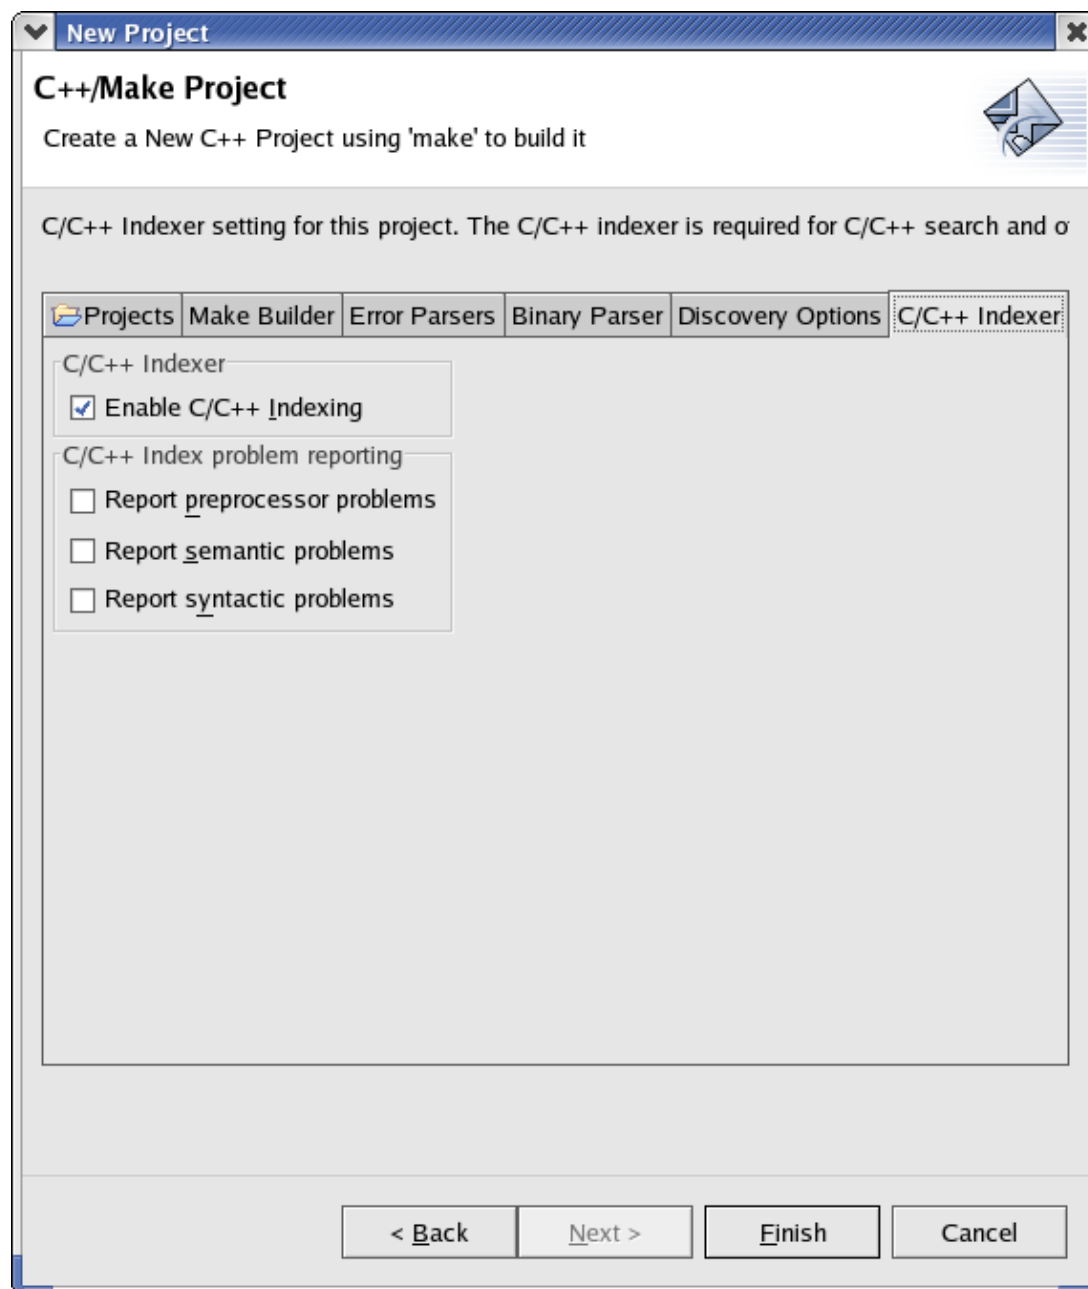 New Project
C++/Make Project
Create a New C++ Project using 'make' to build it
C/C++ Indexer setting for this project. The C/C++ indexer is required for C/C++ search and o
Projects Make Builder Error Parsers Binary Parser Discovery Options C/C++ Indexer
C/C++ Indexer
Enable C/C++ Indexing
C/C++ Index problem reporting
Report preprocessor problems
Report semantic problems
Report syntactic problems
< Back Next > Finish Cancel